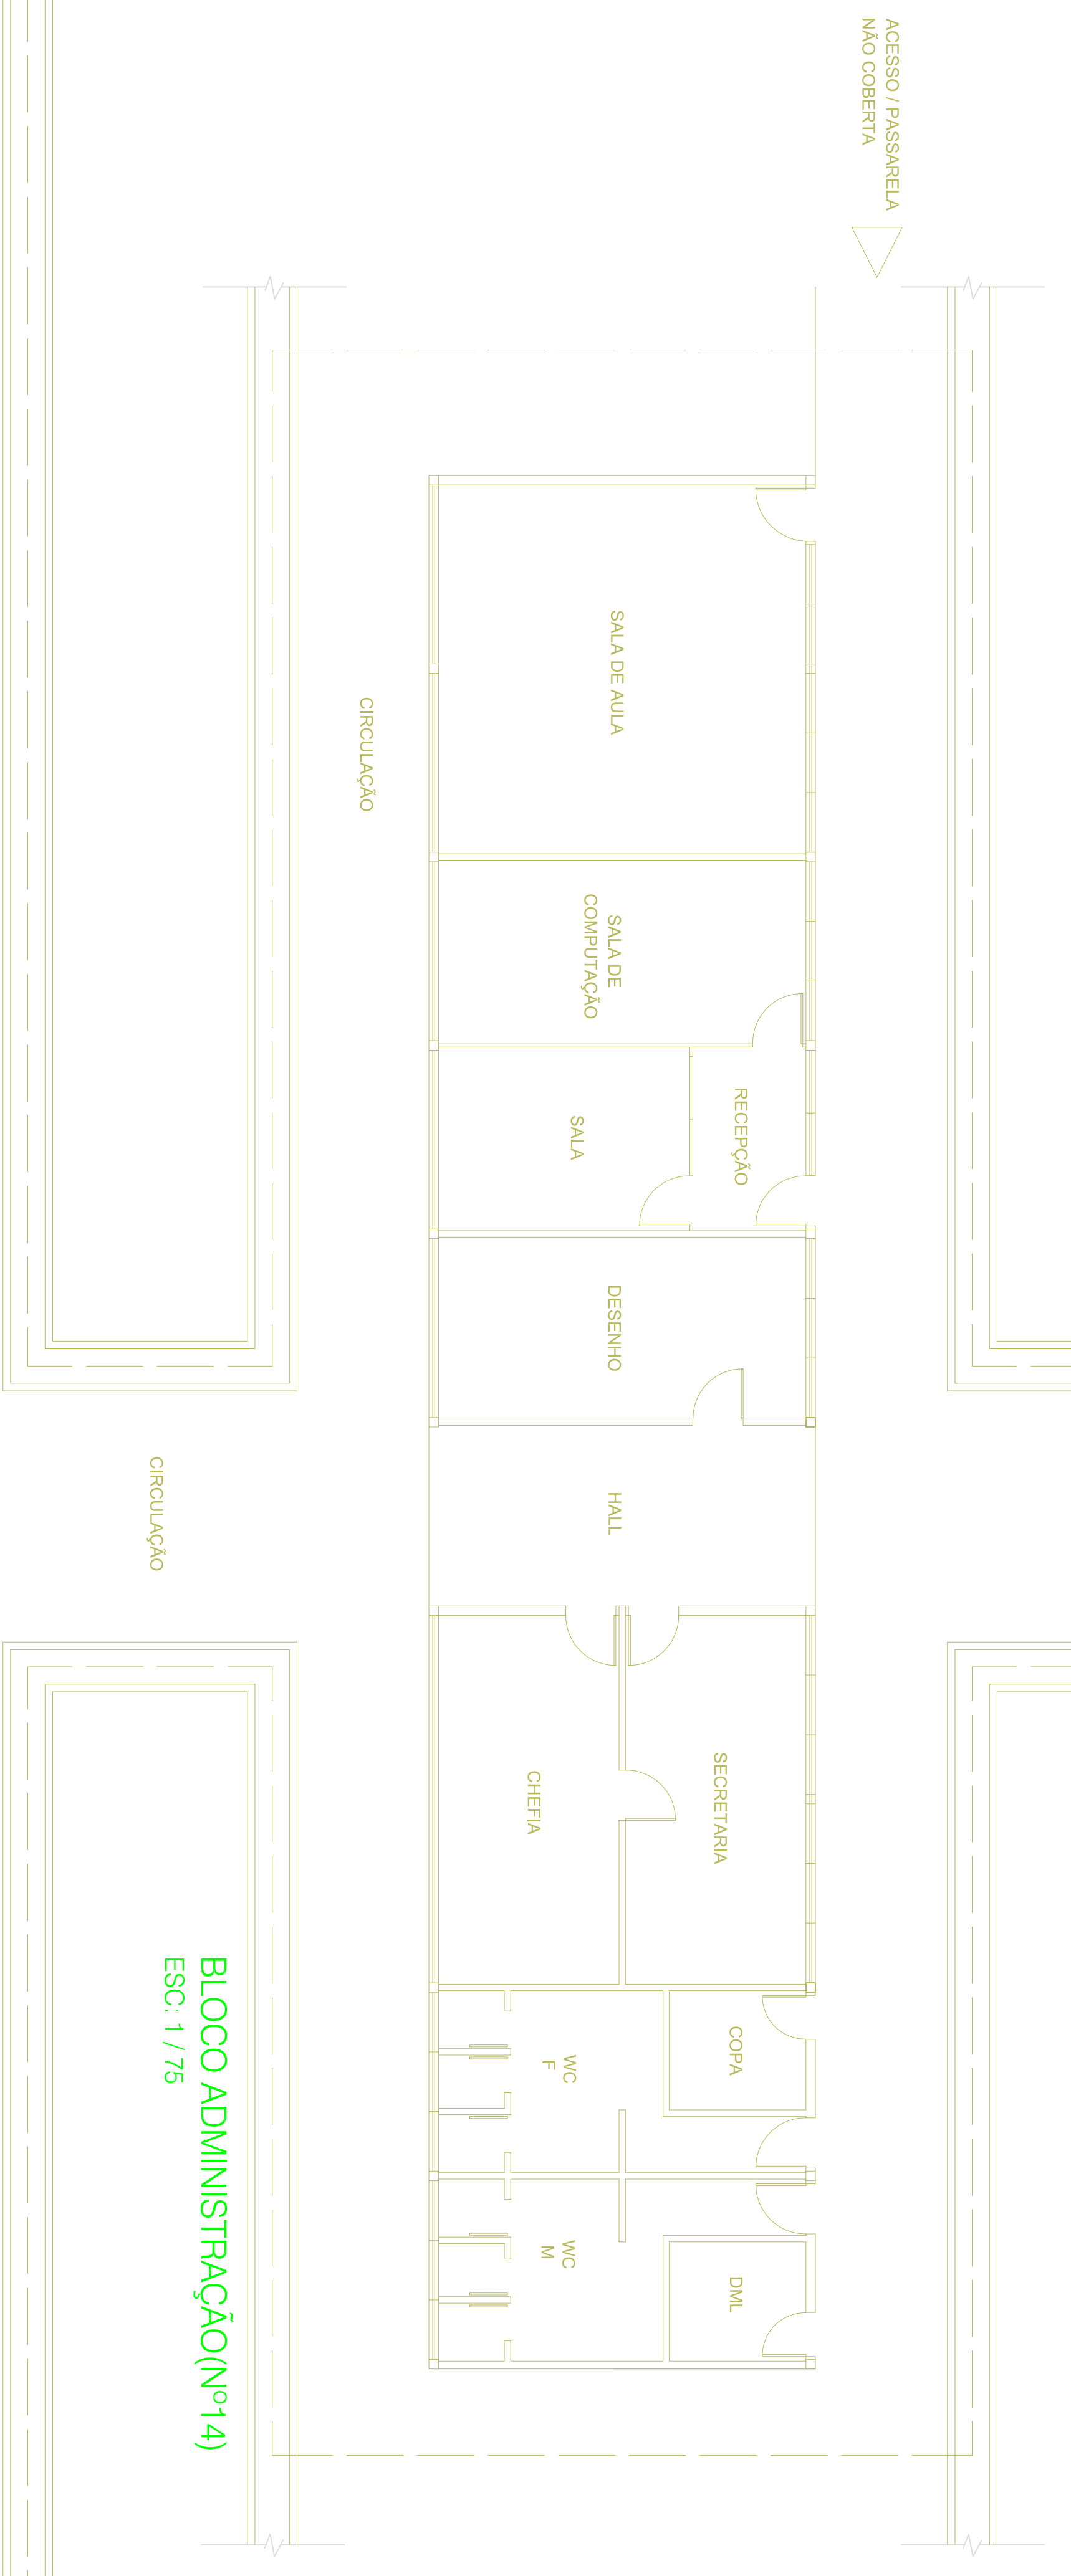 ACESSO / PASSARELA
NÃO COBERTA
SALA DE AULA
CIRCULAÇÃO
SALA DE
COMPUTAÇÃO
RECEPÇÃO
SALA
DESENHO
HALL
CIRCULAÇÃO
SECRETARIA
CHEFIA
COPA
WC
F
WC
M
DML
BLOCO ADMINISTRAÇÃO(Nº14)
ESC: 1 / 75